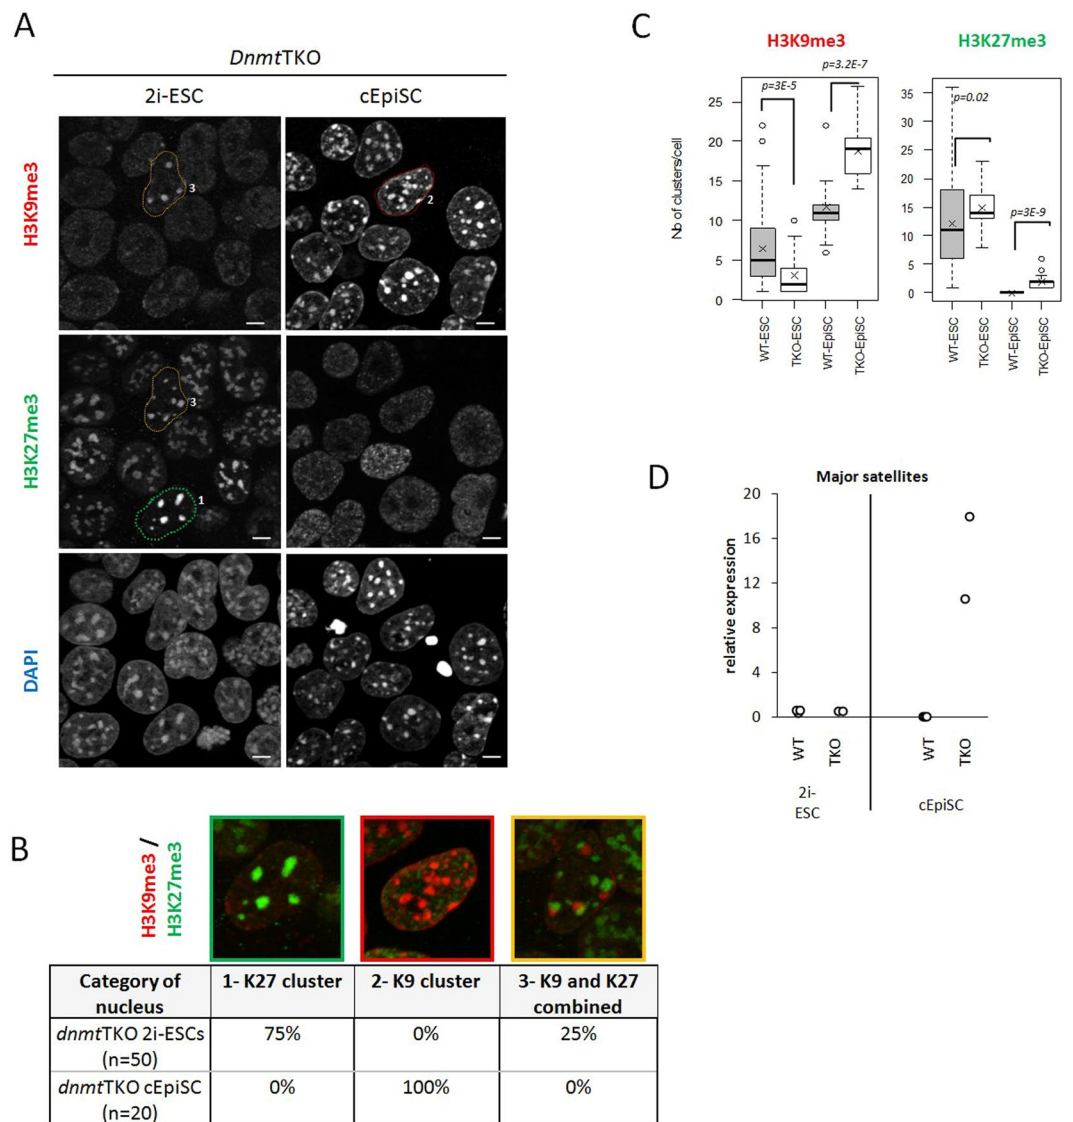 A
DnmtTKO
2i-ESC
cEpiSC
H3K9me3
3
2
H3K27me3
3
1
DAPI
B
H3K9me3 /
H3K27me3
Category of nucleus
1- K27 cluster
2- K9 cluster
3- K9 and K27 combined
dnmtTKO 2i-ESCs (n=50)
75%
0%
25%
dnmtTKO cEpiSC (n=20)
0%
100%
0%
C
H3K9me3
No of clusters/cell
25
20
15
10
5
0
p=3E-5
p=3.2E-7
WT-ESC
TKO-ESC
WT-EpiSC
TKO-EpiSC
H3K27me3
35
30
25
20
15
10
5
0
p=0.02
p=3E-9
WT-ESC
TKO-ESC
WT-EpiSC
TKO-EpiSC
D
Major satellites
relative expression
20
16
12
8
4
0
WT
TKO
WT
TKO
2i-
ESC
cEpiSC